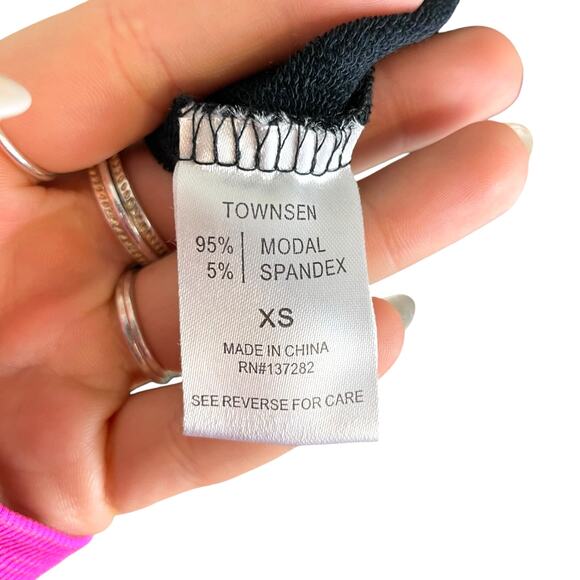 TOWNSEN
95% | MODAL
5% | SPANDEX
XS
MADE IN CHINA
RN#137282
SEE REVERSE FOR CARE